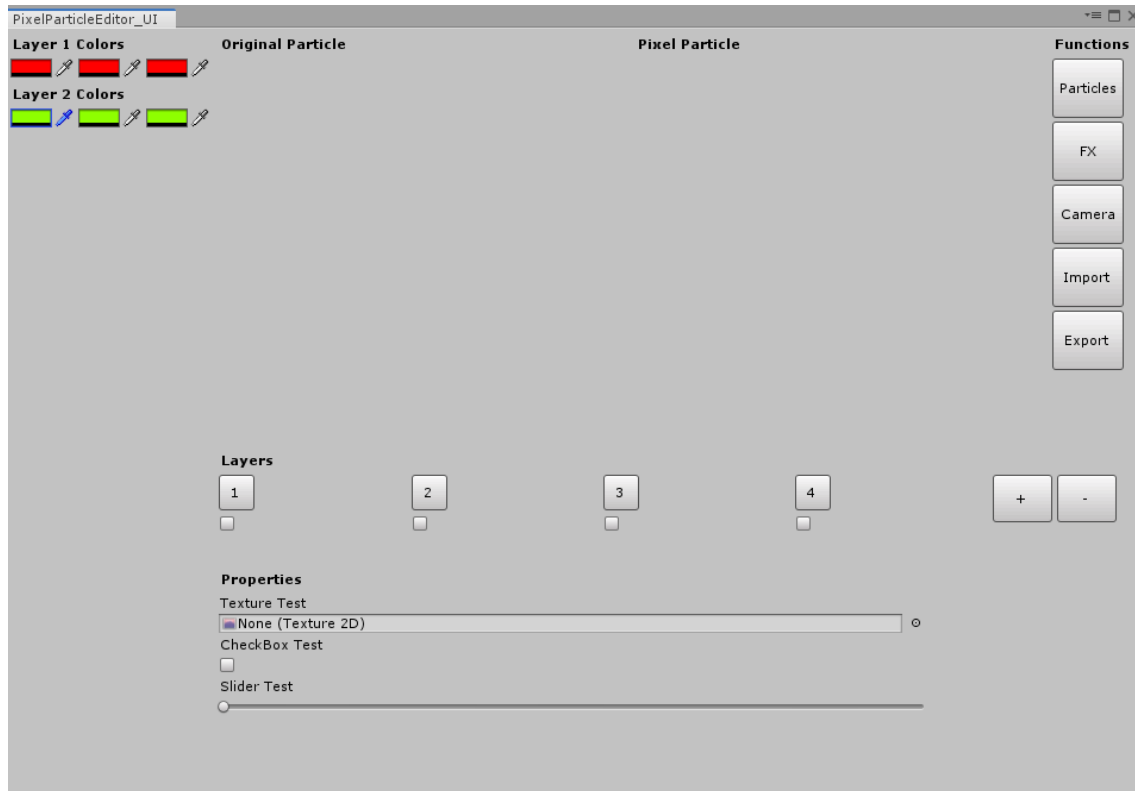 PixelParticleEditor_UI
Layer 1 Colors
Original Particle
Pixel Particle
Functions
Layer 2 Colors
Particles
FX
Camera
Import
Export
Layers
1
2
3
4
+
-
Properties
Texture Test
None (Texture 2D)
CheckBox Test
Slider Test